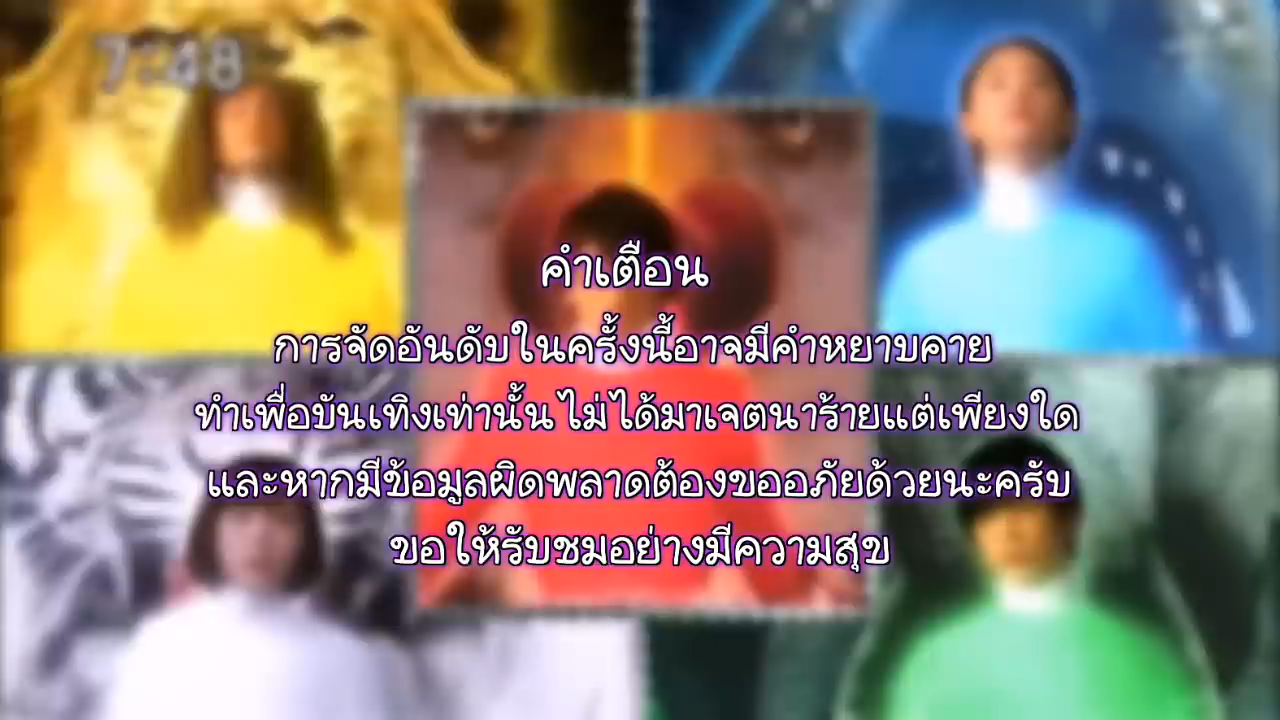 7:48
คำเตือน
การจัดอันดับในครั้งนี้อาจมีคำหยาบคาย
ทำเพื่อบันเทิงเท่านั้น ไม่ได้มาเจตนาร้ายแต่เพียงใด
และหากมีข้อมูลผิดพลาดต้องขออภัยด้วยนะครับ
ขอให้รับชมอย่างมีความสุข